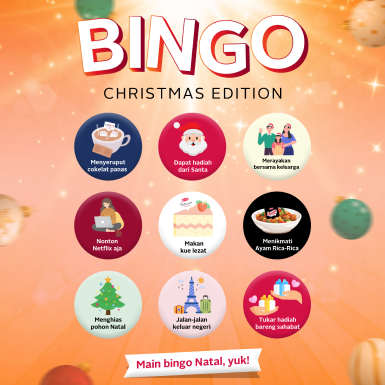 BINGO
CHRISTMAS EDITION
Menyeruput
cokelat panas
Dapat hadiah
dari Santa
Merayakan
bersama keluarga
Nonton
Netflix aja
Makan
kue lezat
Menikmati
Ayam Rica-Rica
Menghias
pohon Natal
Jalan-jalan
keluar negeri
Tukar hadiah
bareng sahabat
Main bingo Natal, yuk!